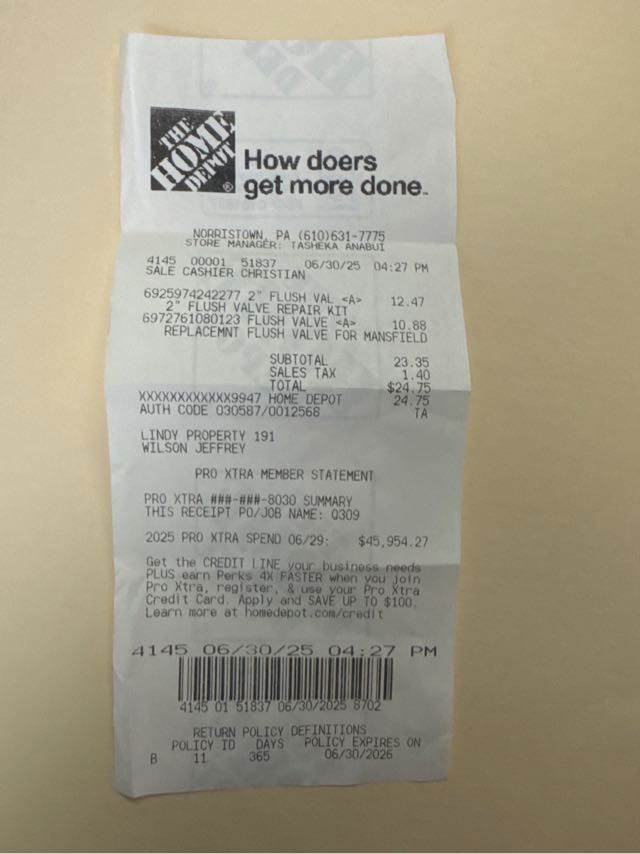 THE
HOME
DEPOT
How doers
get more done.
NORRISTOWN, PA (610)631-7775
STORE MANAGER: TASHEKA ANABUI
4145 00001 51837 06/30/25 04:27 PM
SALE CASHIER CHRISTIAN
6925974242277 2" FLUSH VAL <A> 12.47
2" FLUSH VALVE REPAIR KIT
6972761080123 FLUSH VALVE <A> 10.88
REPLACEMNT FLUSH VALVE FOR MANSFIELD
SUBTOTAL 23.35
SALES TAX 1.40
TOTAL $24.75
XXXXXXXXXXXX9947 HOME DEPOT 24.75
AUTH CODE 030587/0012568 TA
LINDY PROPERTY 191
WILSON JEFFREY
PRO XTRA MEMBER STATEMENT
PRO XTRA ###-###-8030 SUMMARY
THIS RECEIPT PO/JOB NAME: Q309
2025 PRO XTRA SPEND 06/29: $45,954.27
Get the CREDIT LINE your business needs
PLUS earn Perks 4X FASTER when you join
Pro Xtra, register, & use your Pro Xtra
Credit Card. Apply and SAVE UP TO $100.
Learn more at homedepot.com/credit
4145 06/30/25 04:27 PM
4145 01 51837 06/30/2025 8702
RETURN POLICY DEFINITIONS
POLICY ID DAYS POLICY EXPIRES ON
B 11 365 06/30/2026